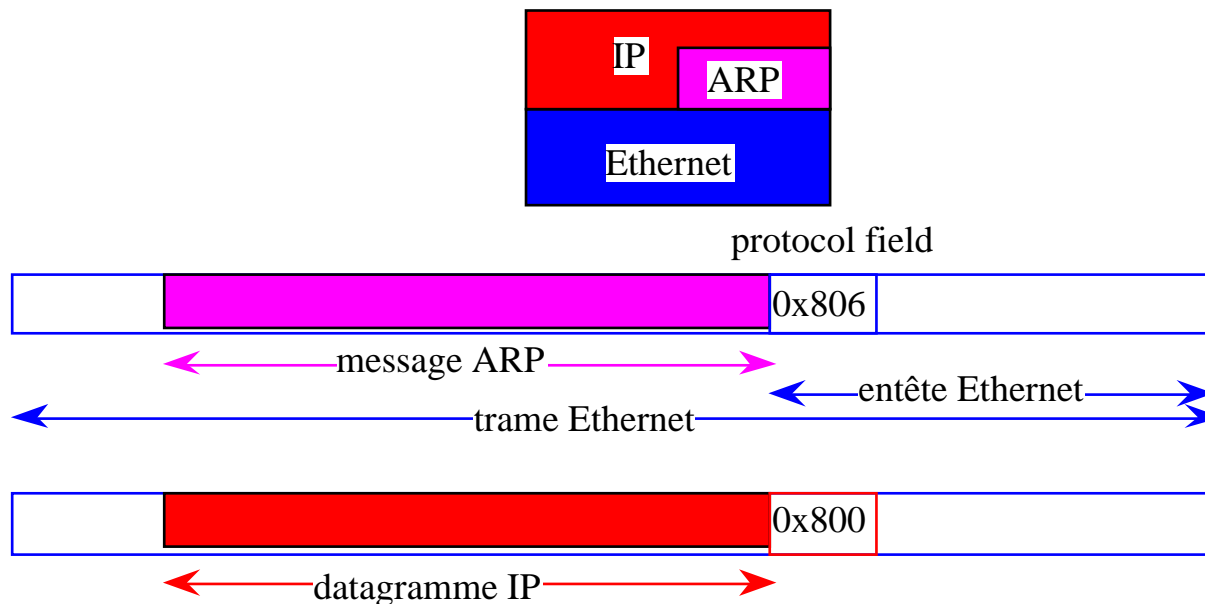 IP
ARP
Ethernet
protocol field
0x806
message ARP
entête Ethernet
trame Ethernet
0x800
datagramme IP